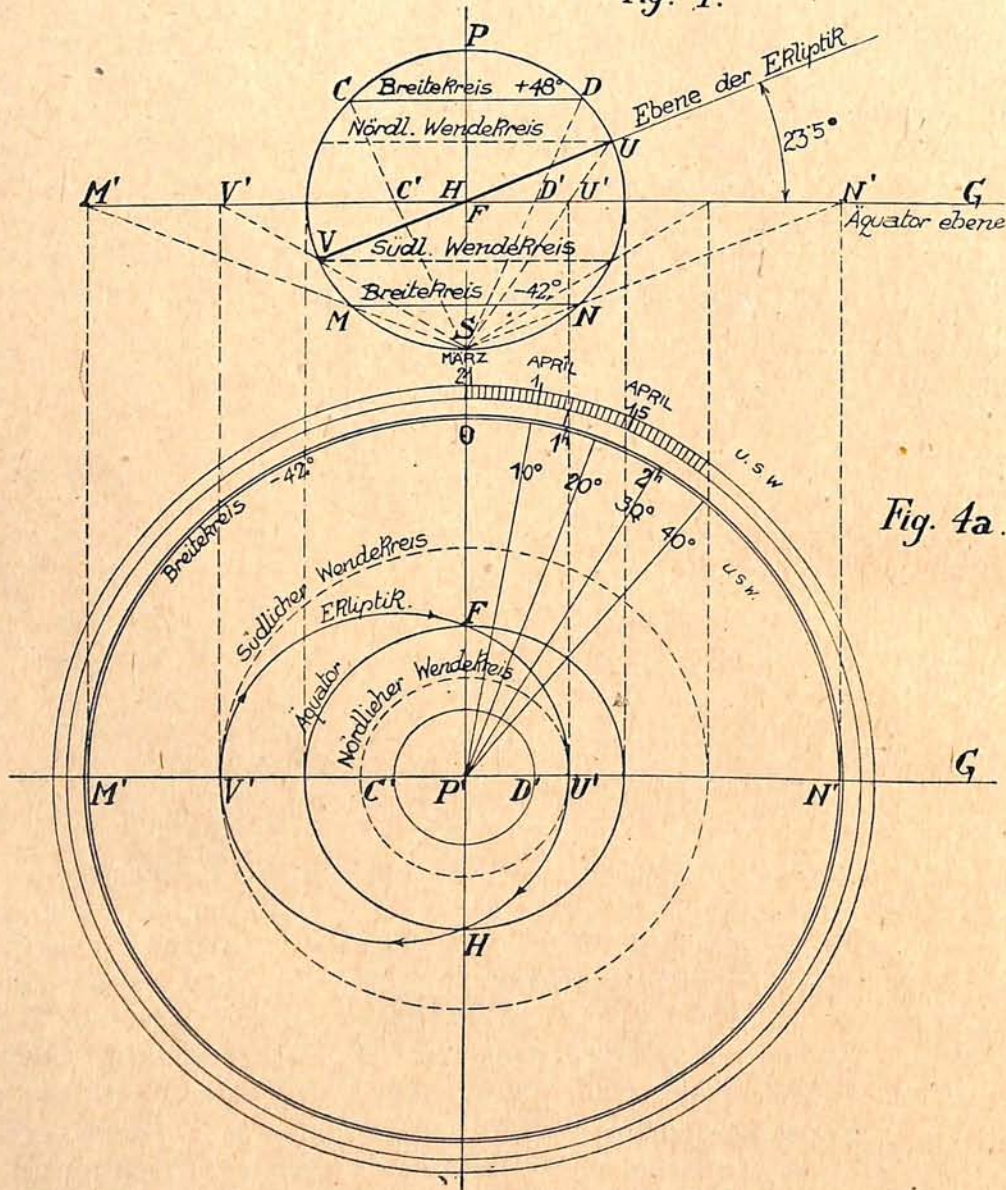 Fig. 4.
P
C Breitekreis +48° D
Ebene der Ekliptik
Nördl. Wendekreis
U
23·5°
M' V' C' H D' U' N' G
F
Äquator ebene
V
Südl. Wendekreis
Breitekreis -42°
M S N
MÄRZ
21
APRIL
1
APRIL
15
U.S.W
0
1h
2h
10°
20°
30°
40°
u.s.w.
-42°
Breitekreis
Fig. 4a.
Südlicher Wendekreis
Ekliptik.
F
Äquator
Nördlicher Wendekreis
G
M' V' C' P' D' U' N'
H